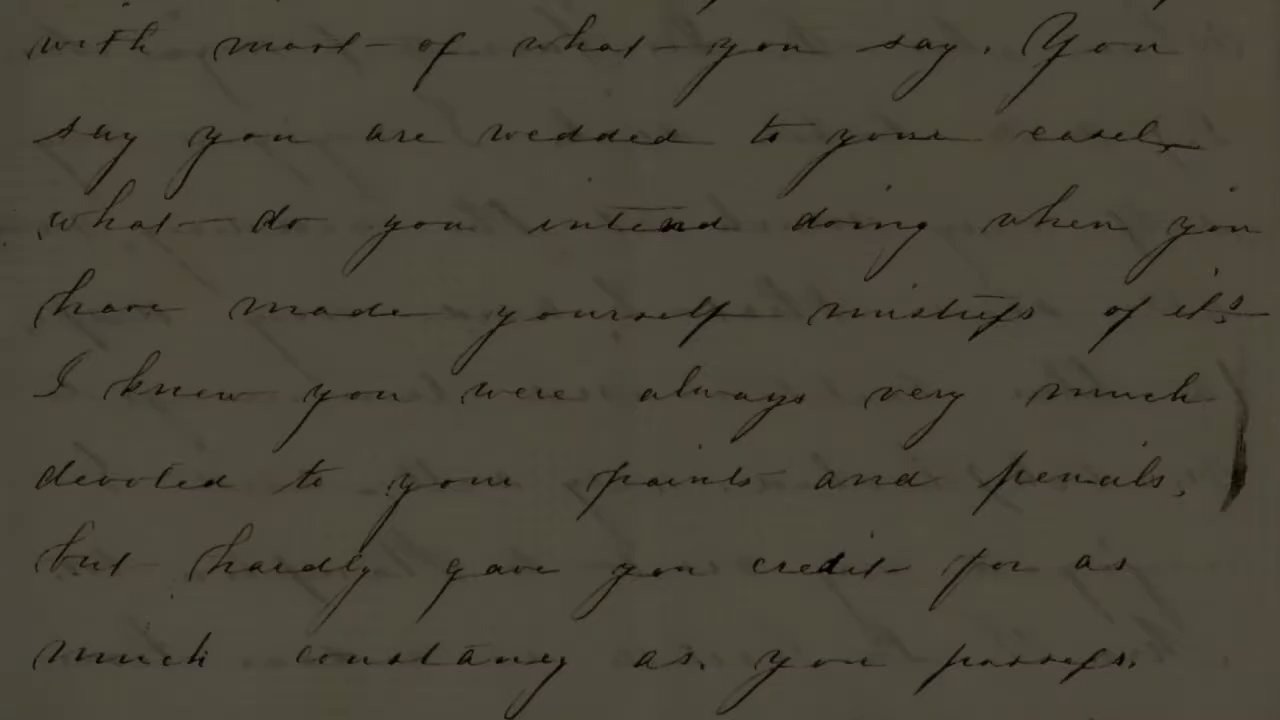 with most of what you say. You
say you are wedded to your easel,
what do you intend doing when you
have made yourself mistress of it?
I knew you were always very much
devoted to your paints and pencils,
but hardly gave you credit for as
much constancy as you possess.